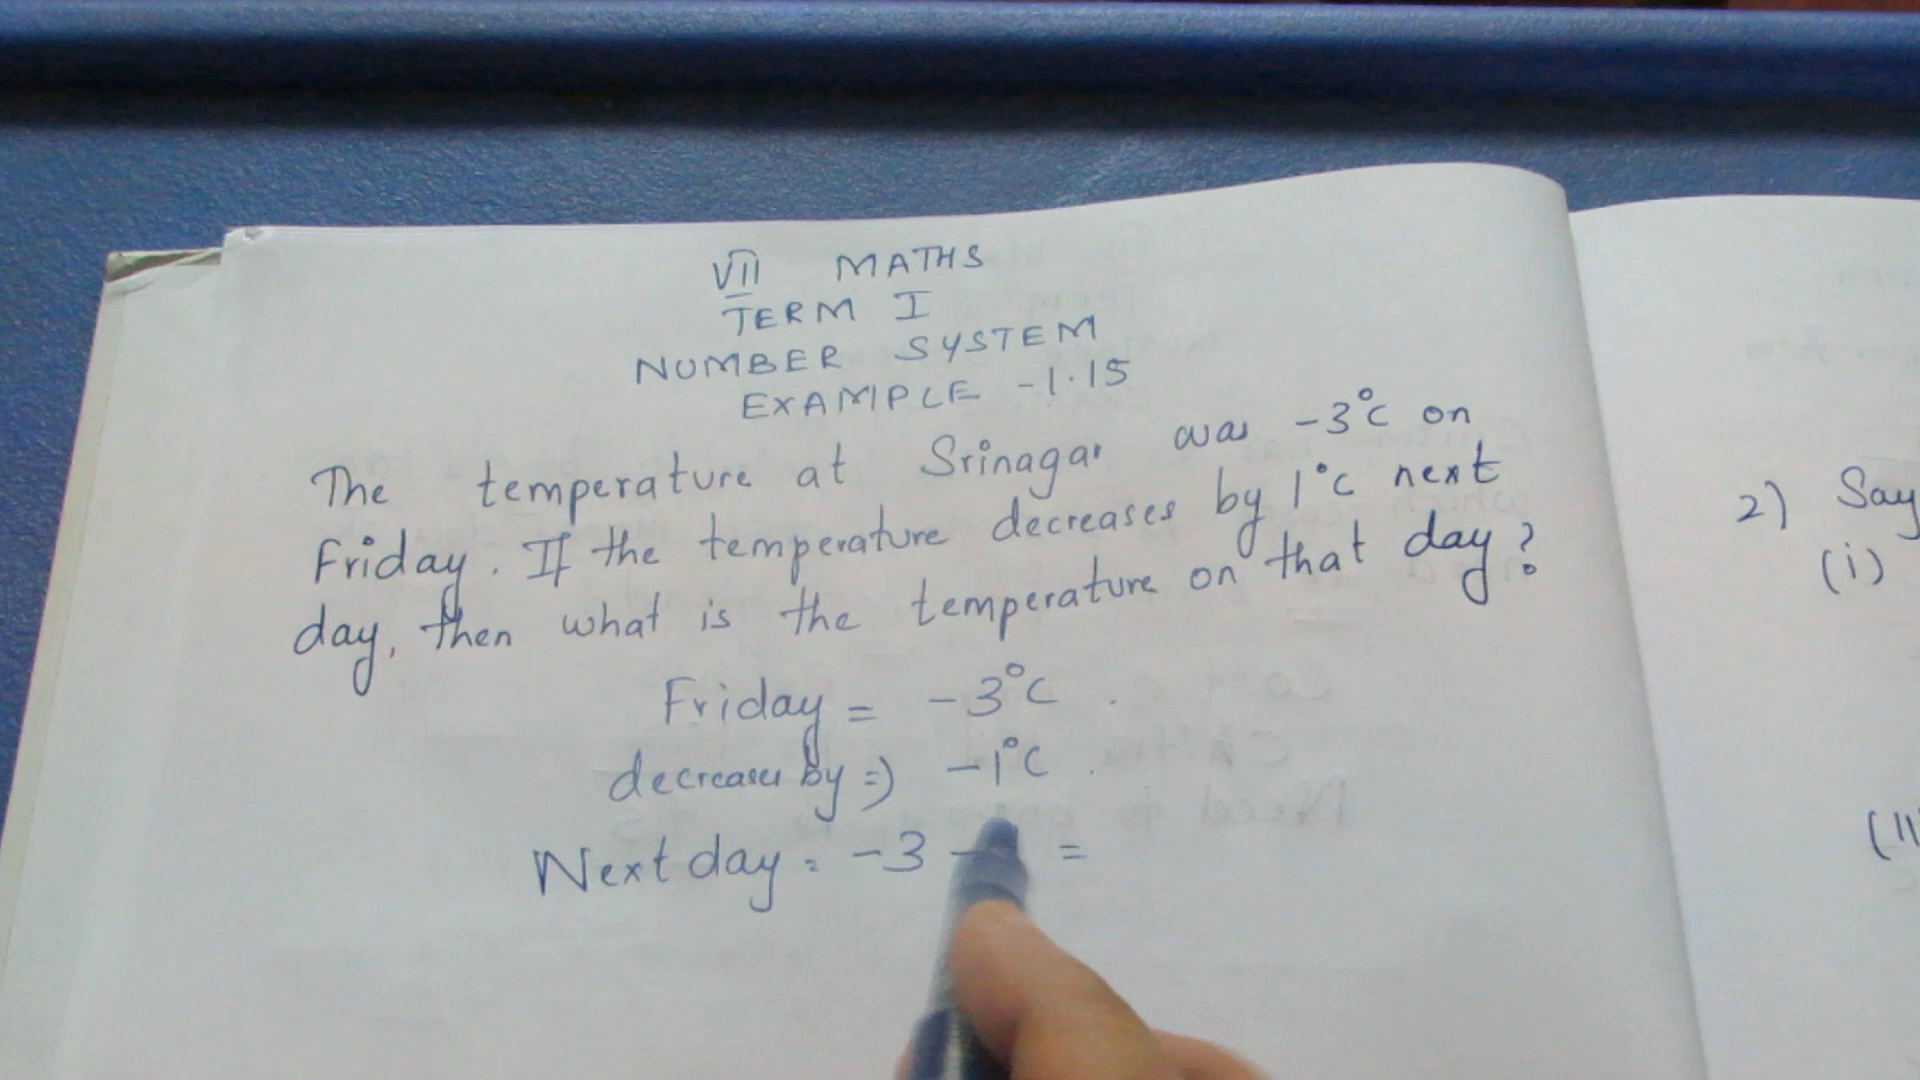 VII MATHS
TERM I
NUMBER SYSTEM
EXAMPLE - 1.15
The temperature at Srinagar was -3°C on
Friday. If the temperature decreases by 1°C next
day, then what is the temperature on that day?
Friday = -3°C
decreases by => -1°C
Next day = -3 - =
2) Say
(i)
(ii